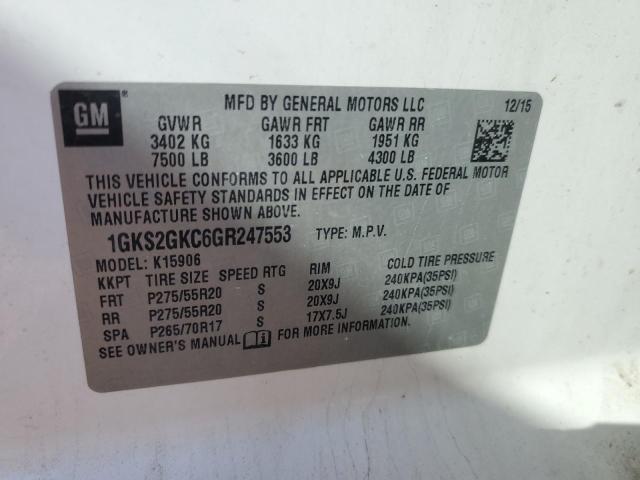 GM ®
MFD BY GENERAL MOTORS LLC 12/15
GVWR GAWR FRT GAWR RR
3402 KG 1633 KG 1951 KG
7500 LB 3600 LB 4300 LB
THIS VEHICLE CONFORMS TO ALL APPLICABLE U.S. FEDERAL MOTOR
VEHICLE SAFETY STANDARDS IN EFFECT ON THE DATE OF
MANUFACTURE SHOWN ABOVE.
1GKS2GKC6GR247553 TYPE: M.P.V.
MODEL: K15906
KKPT TIRE SIZE SPEED RTG RIM COLD TIRE PRESSURE
FRT P275/55R20 S 20X9J 240KPA(35PSI)
RR P275/55R20 S 20X9J 240KPA(35PSI)
SPA P265/70R17 S 17X7.5J 240KPA(35PSI)
SEE OWNER'S MANUAL FOR MORE INFORMATION.